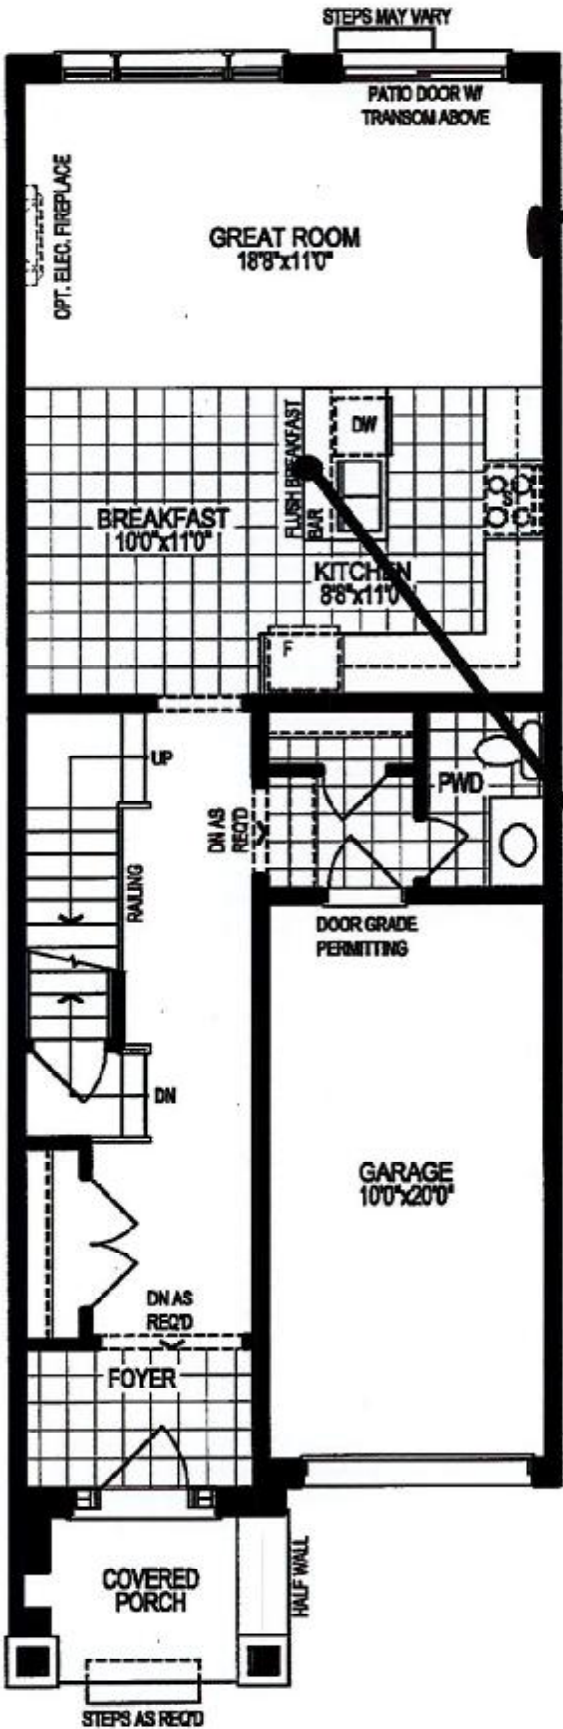 STEPS MAY VARY
PATIO DOOR W/
TRANSOM ABOVE
OPT. ELEC. FIREPLACE
GREAT ROOM
18'8"x11'0"
FLUSH BREAKFAST
BAR
DW
S
BREAKFAST
10'0"x11'0"
KITCHEN
8'8"x11'0"
F
UP
DN AS
REQ'D
PWD
RAILING
DOOR GRADE
PERMITTING
DN
GARAGE
10'0"x20'0"
DN AS
REQ'D
FOYER
COVERED
PORCH
HALF WALL
STEPS AS REQ'D